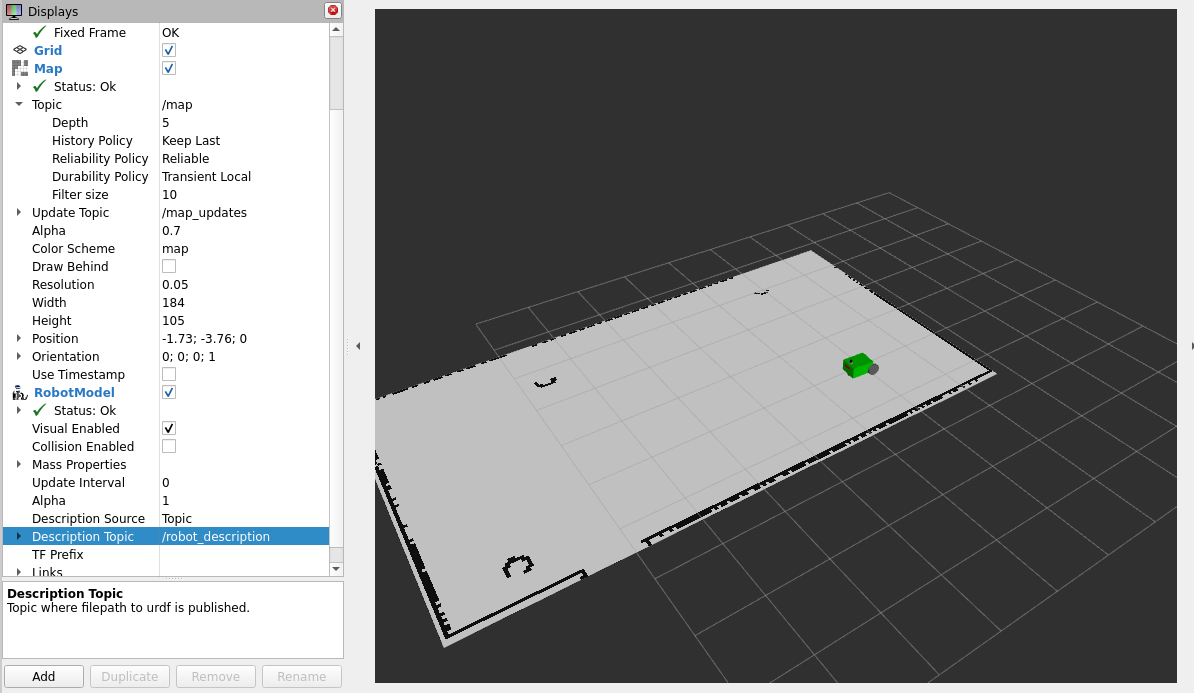 Displays
Fixed Frame OK
Grid
Map
Status: Ok
Topic /map
Depth 5
History Policy Keep Last
Reliability Policy Reliable
Durability Policy Transient Local
Filter size 10
Update Topic /map_updates
Alpha 0.7
Color Scheme map
Draw Behind
Resolution 0.05
Width 184
Height 105
Position -1.73; -3.76; 0
Orientation 0; 0; 0; 1
Use Timestamp
RobotModel
Status: Ok
Visual Enabled
Collision Enabled
Mass Properties
Update Interval 0
Alpha 1
Description Source Topic
Description Topic /robot_description
TF Prefix
Links
Description Topic
Topic where filepath to urdf is published.
Add Duplicate Remove Rename